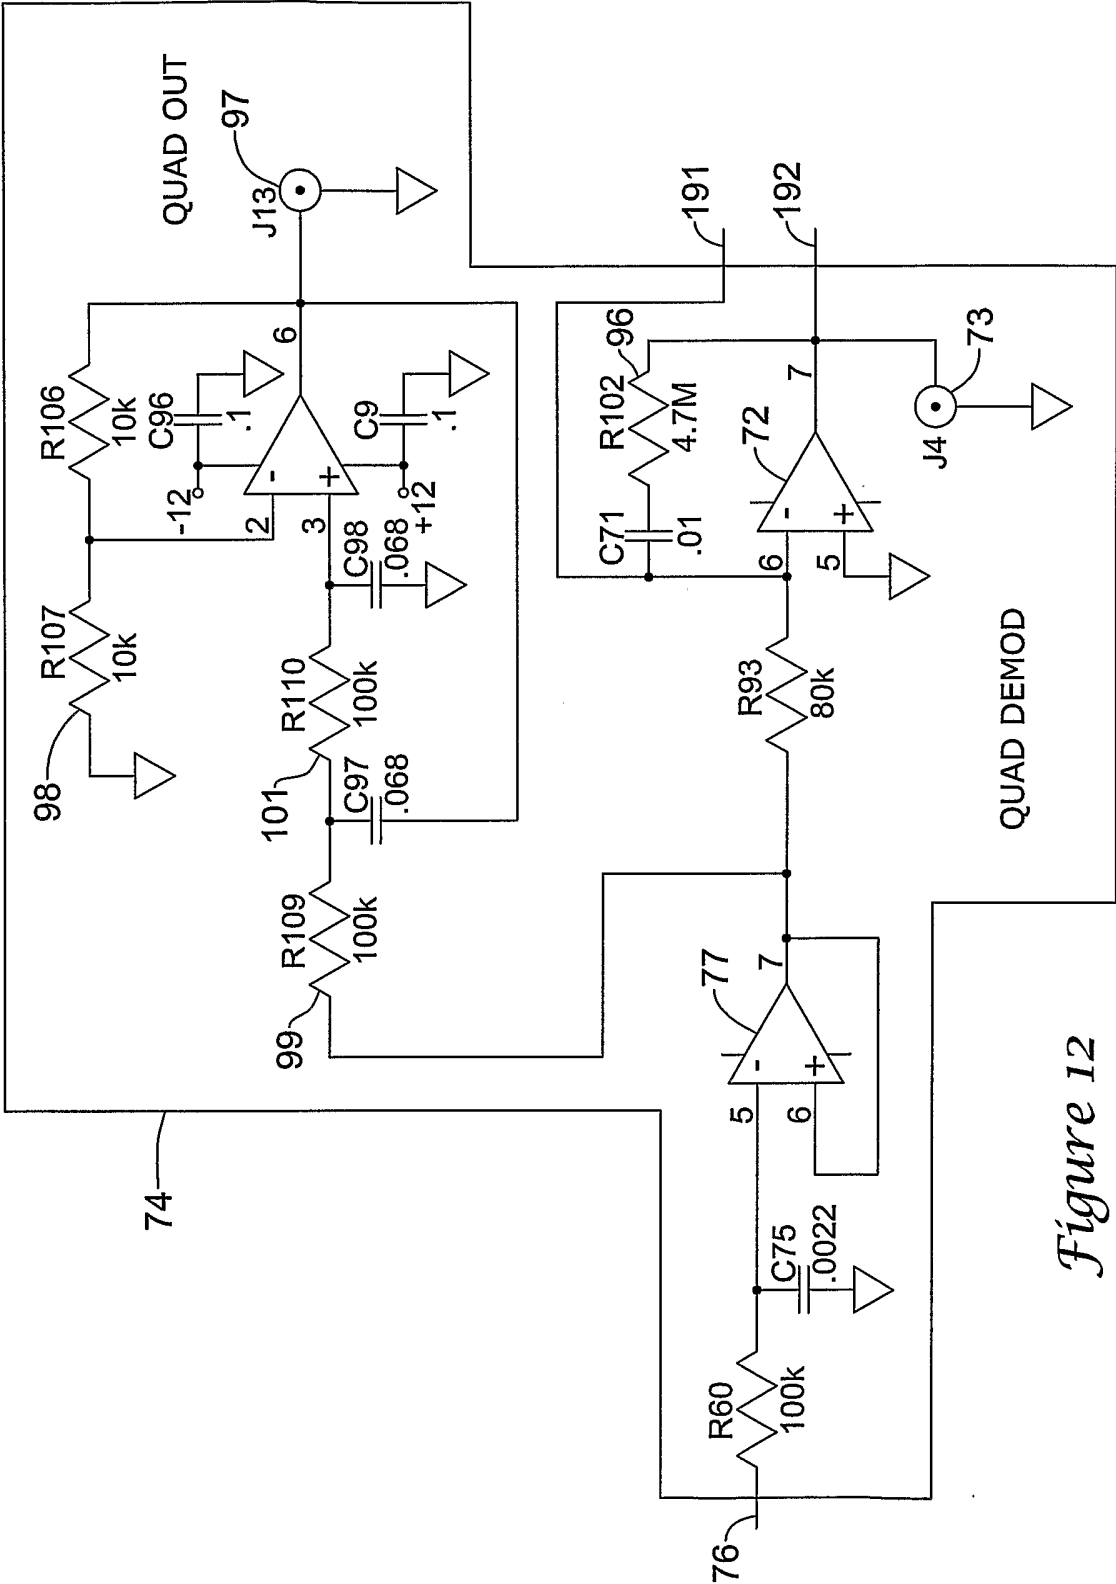 QUAD OUT
97
J13
R106
10k
C96
.1
-12
6
C9
.1
+12
-
+
2
3
R107
10k
98
C98
.068
R110
100k
101
C97
.068
R109
100k
99
74
191
192
R102
4.7M
96
C71
.01
72
7
-
+
6
5
J4
73
R93
80k
QUAD DEMOD
77
7
-
+
5
6
C75
.0022
R60
100k
76
Figure 12